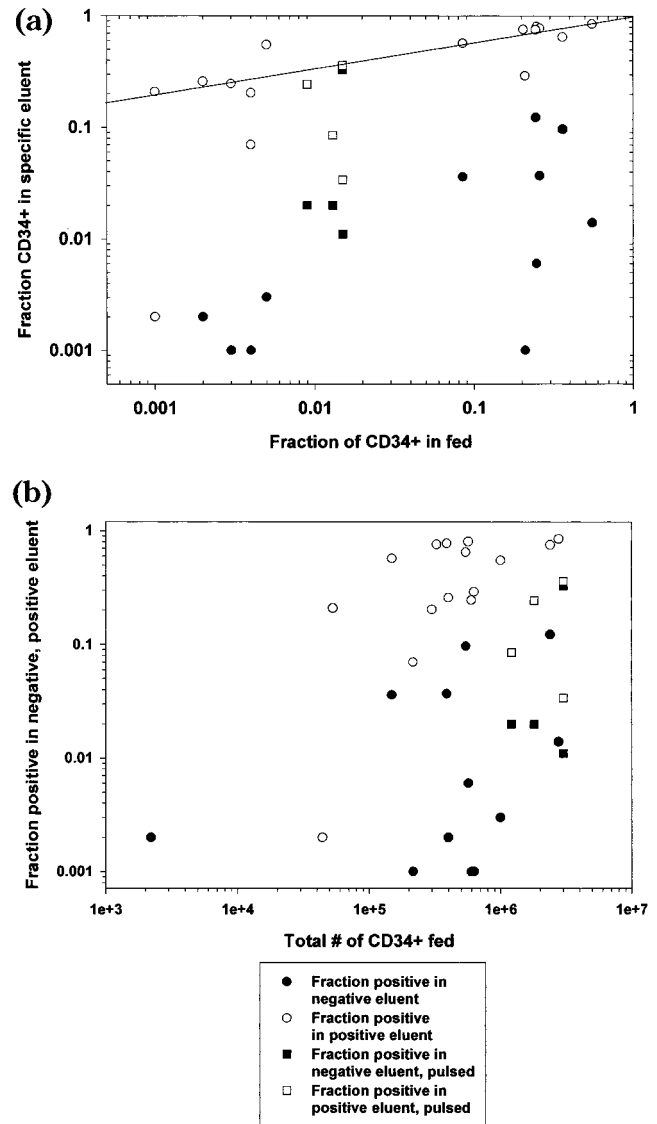 (a)
Fraction CD34+ in specific eluent
1
0.1
0.01
0.001
0.001
0.01
0.1
1
Fraction of CD34+ in fed
(b)
Fraction positive in negative, positive eluent
1
0.1
0.01
0.001
1e+3
1e+4
1e+5
1e+6
1e+7
Total # of CD34+ fed
Fraction positive in
negative eluent
Fraction positive
in positive eluent
Fraction positive in
negative eluent, pulsed
Fraction positive in
positive eluent, pulsed